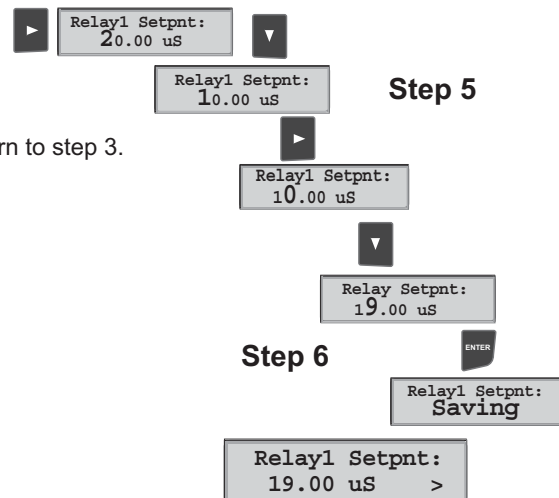 Relay1 Setpnt:
20.00 uS
Relay1 Setpnt:
10.00 uS
Step 5
rn to step 3.
Relay1 Setpnt:
10.00 uS
Relay Setpnt:
19.00 uS
Step 6
ENTER
Relay1 Setpnt:
Saving
Relay1 Setpnt:
19.00 uS >